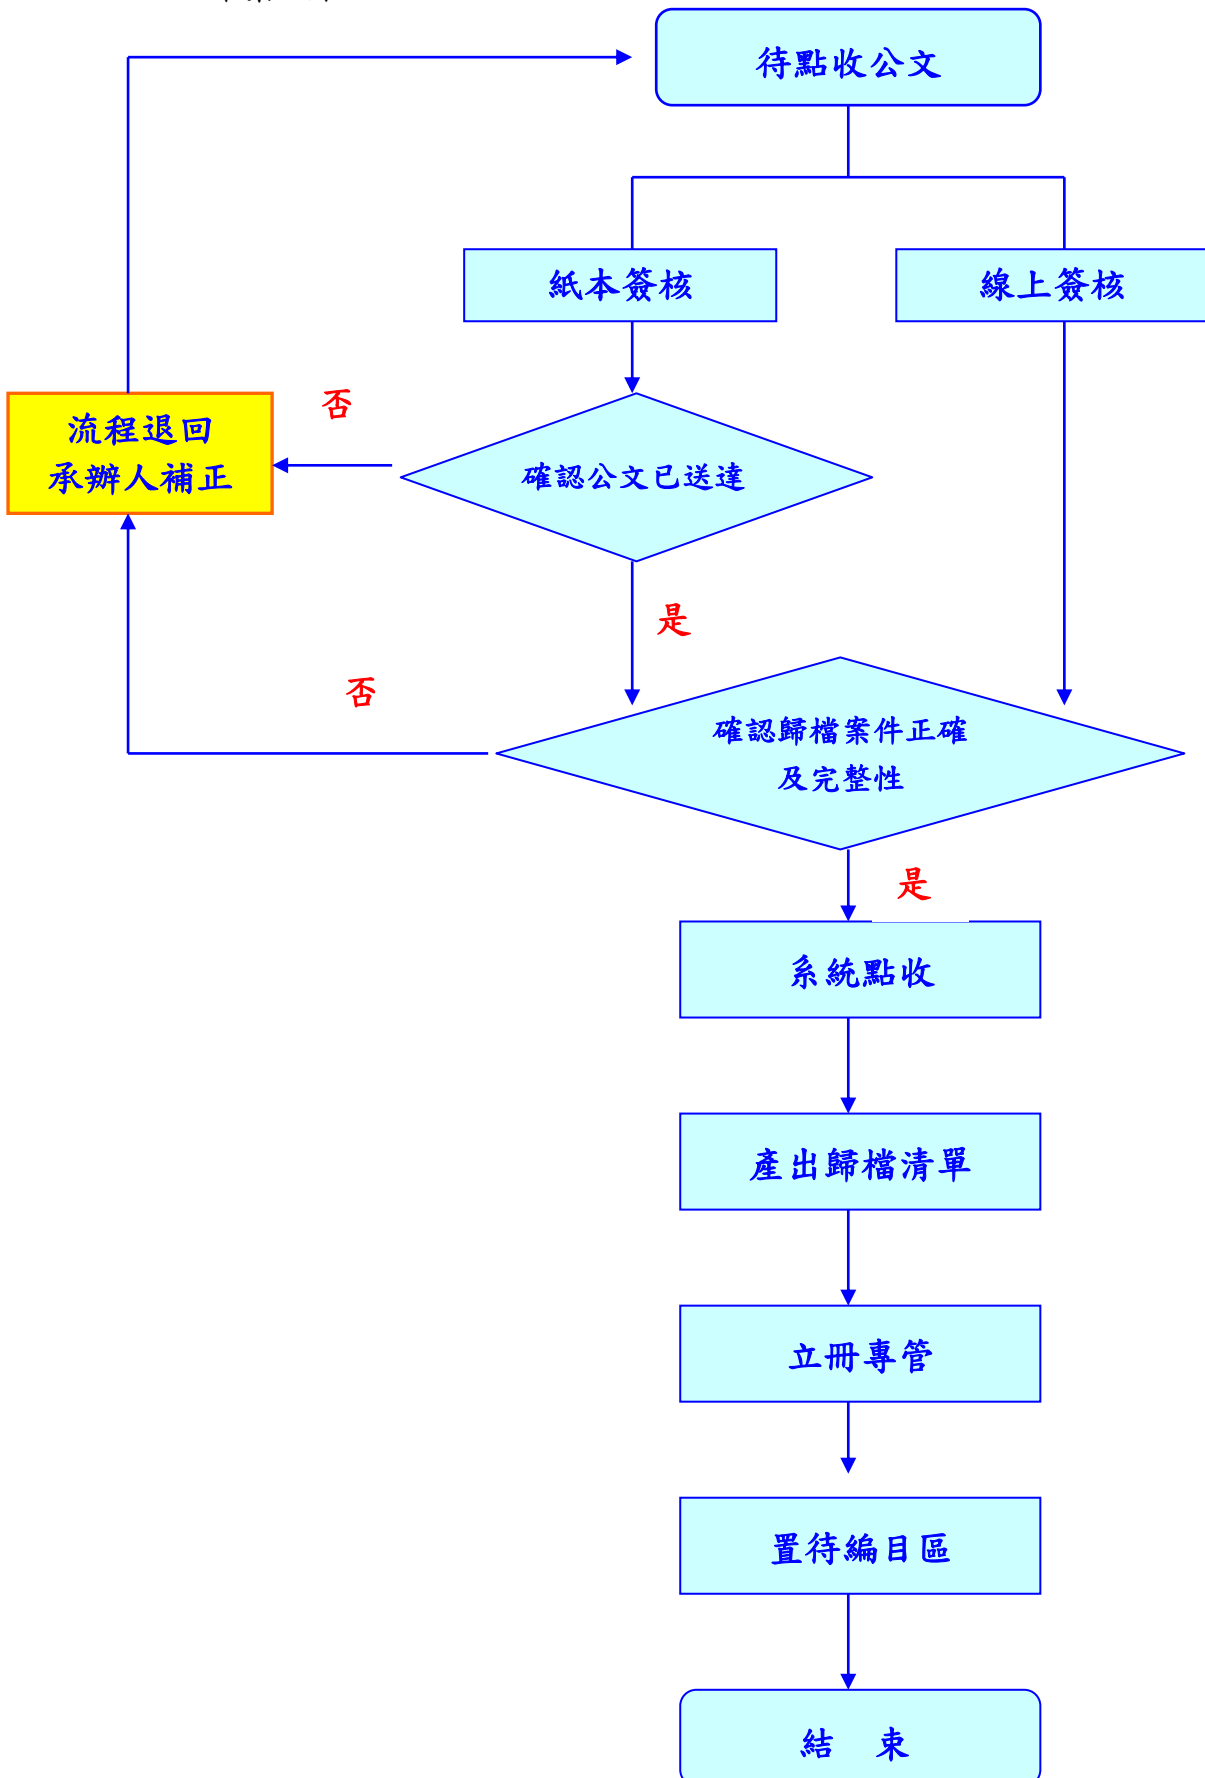 待點收公文
紙本簽核
線上簽核
否
流程退回
承辦人補正
確認公文已送達
是
否
確認歸檔案件正確
及完整性
是
系統點收
產出歸檔清單
立冊專管
置待編目區
結 束